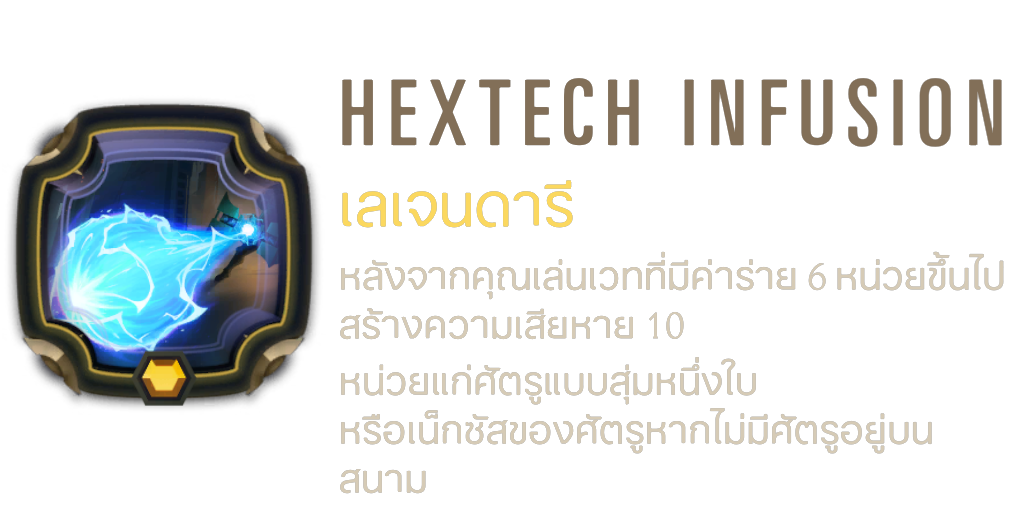 HEXTECH INFUSION
เลเจนดารี
หลังจากคุณเล่นเวทที่มีค่าร่าย 6 หน่วยขึ้นไป
สร้างความเสียหาย 10
หน่วยแก่ศัตรูแบบสุ่มหนึ่งใบ
หรือเน็กซัสของศัตรูหากไม่มีศัตรูอยู่บน
สนาม